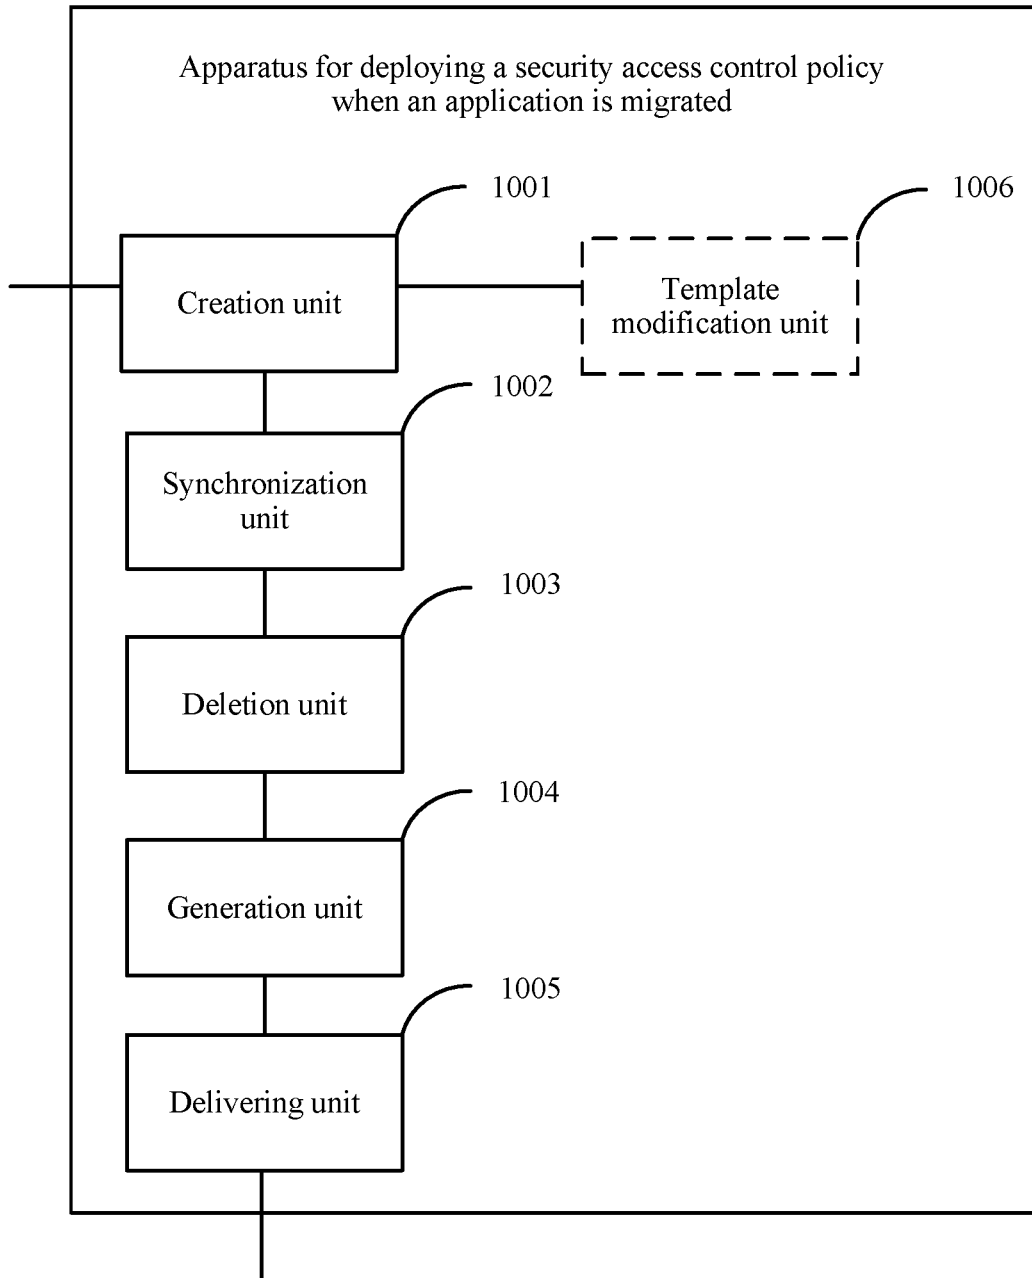 Apparatus for deploying a security access control policy
when an application is migrated
1001
1006
Creation unit
Template
modification unit
1002
Synchronization
unit
1003
Deletion unit
1004
Generation unit
1005
Delivering unit